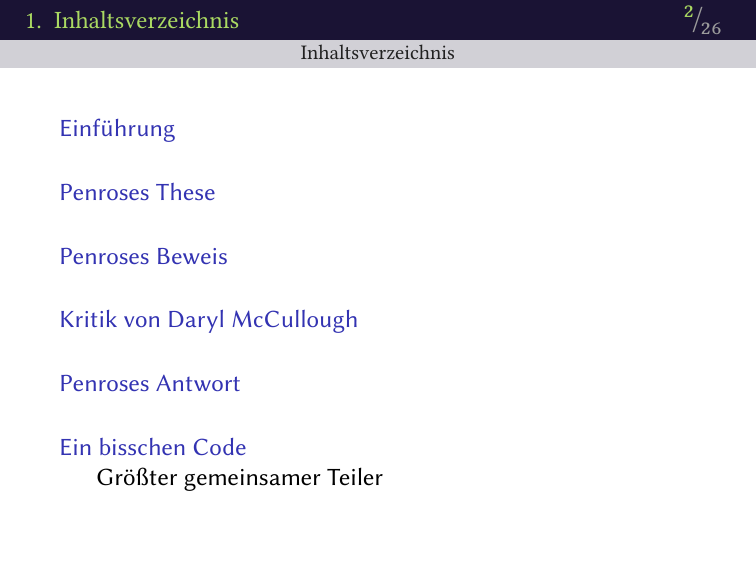 1. Inhaltsverzeichnis
2/26
Inhaltsverzeichnis
Einführung
Penroses These
Penroses Beweis
Kritik von Daryl McCullough
Penroses Antwort
Ein bisschen Code
Größter gemeinsamer Teiler